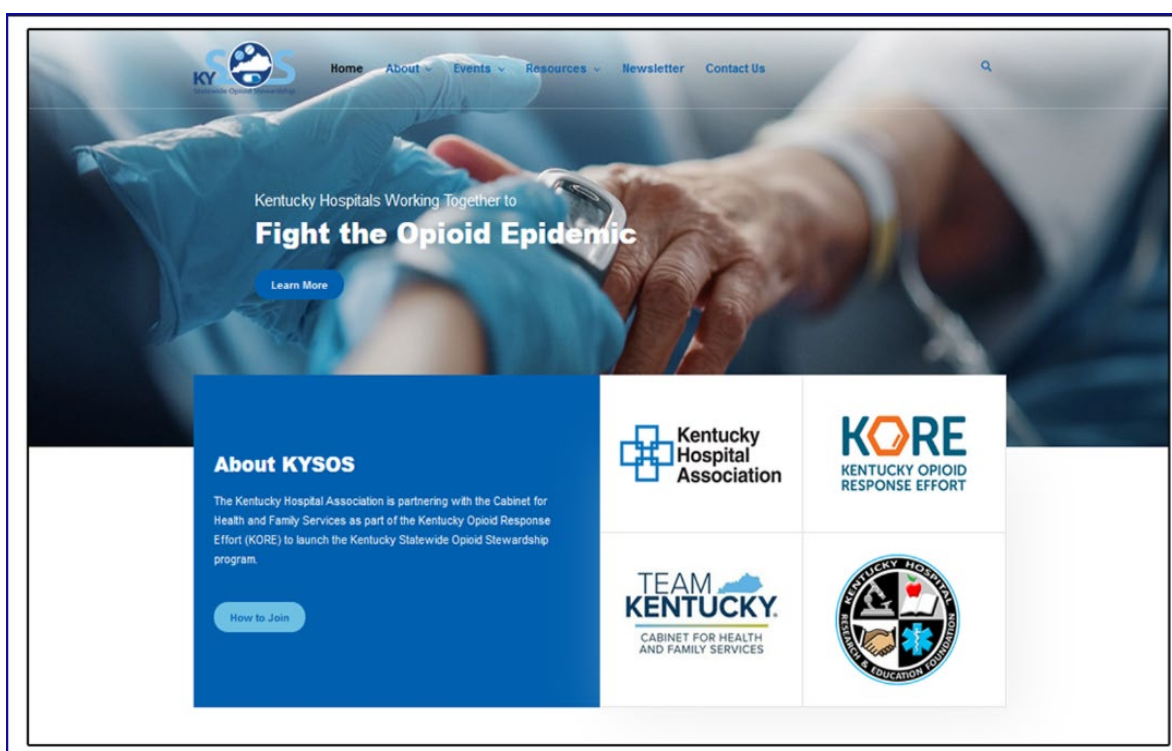 KY SOS
Statewide Opioid Stewardship
Home About Events Resources Newsletter Contact Us
Kentucky Hospitals Working Together to
Fight the Opioid Epidemic
Learn More
About KYSOS
The Kentucky Hospital Association is partnering with the Cabinet for
Health and Family Services as part of the Kentucky Opioid Response
Effort (KORE) to launch the Kentucky Statewide Opioid Stewardship
program.
How to Join
Kentucky
Hospital
Association
KORE
KENTUCKY OPIOID
RESPONSE EFFORT
TEAM
KENTUCKY.
CABINET FOR HEALTH
AND FAMILY SERVICES
KENTUCKY HOSPITAL
RESEARCH & EDUCATION FOUNDATION